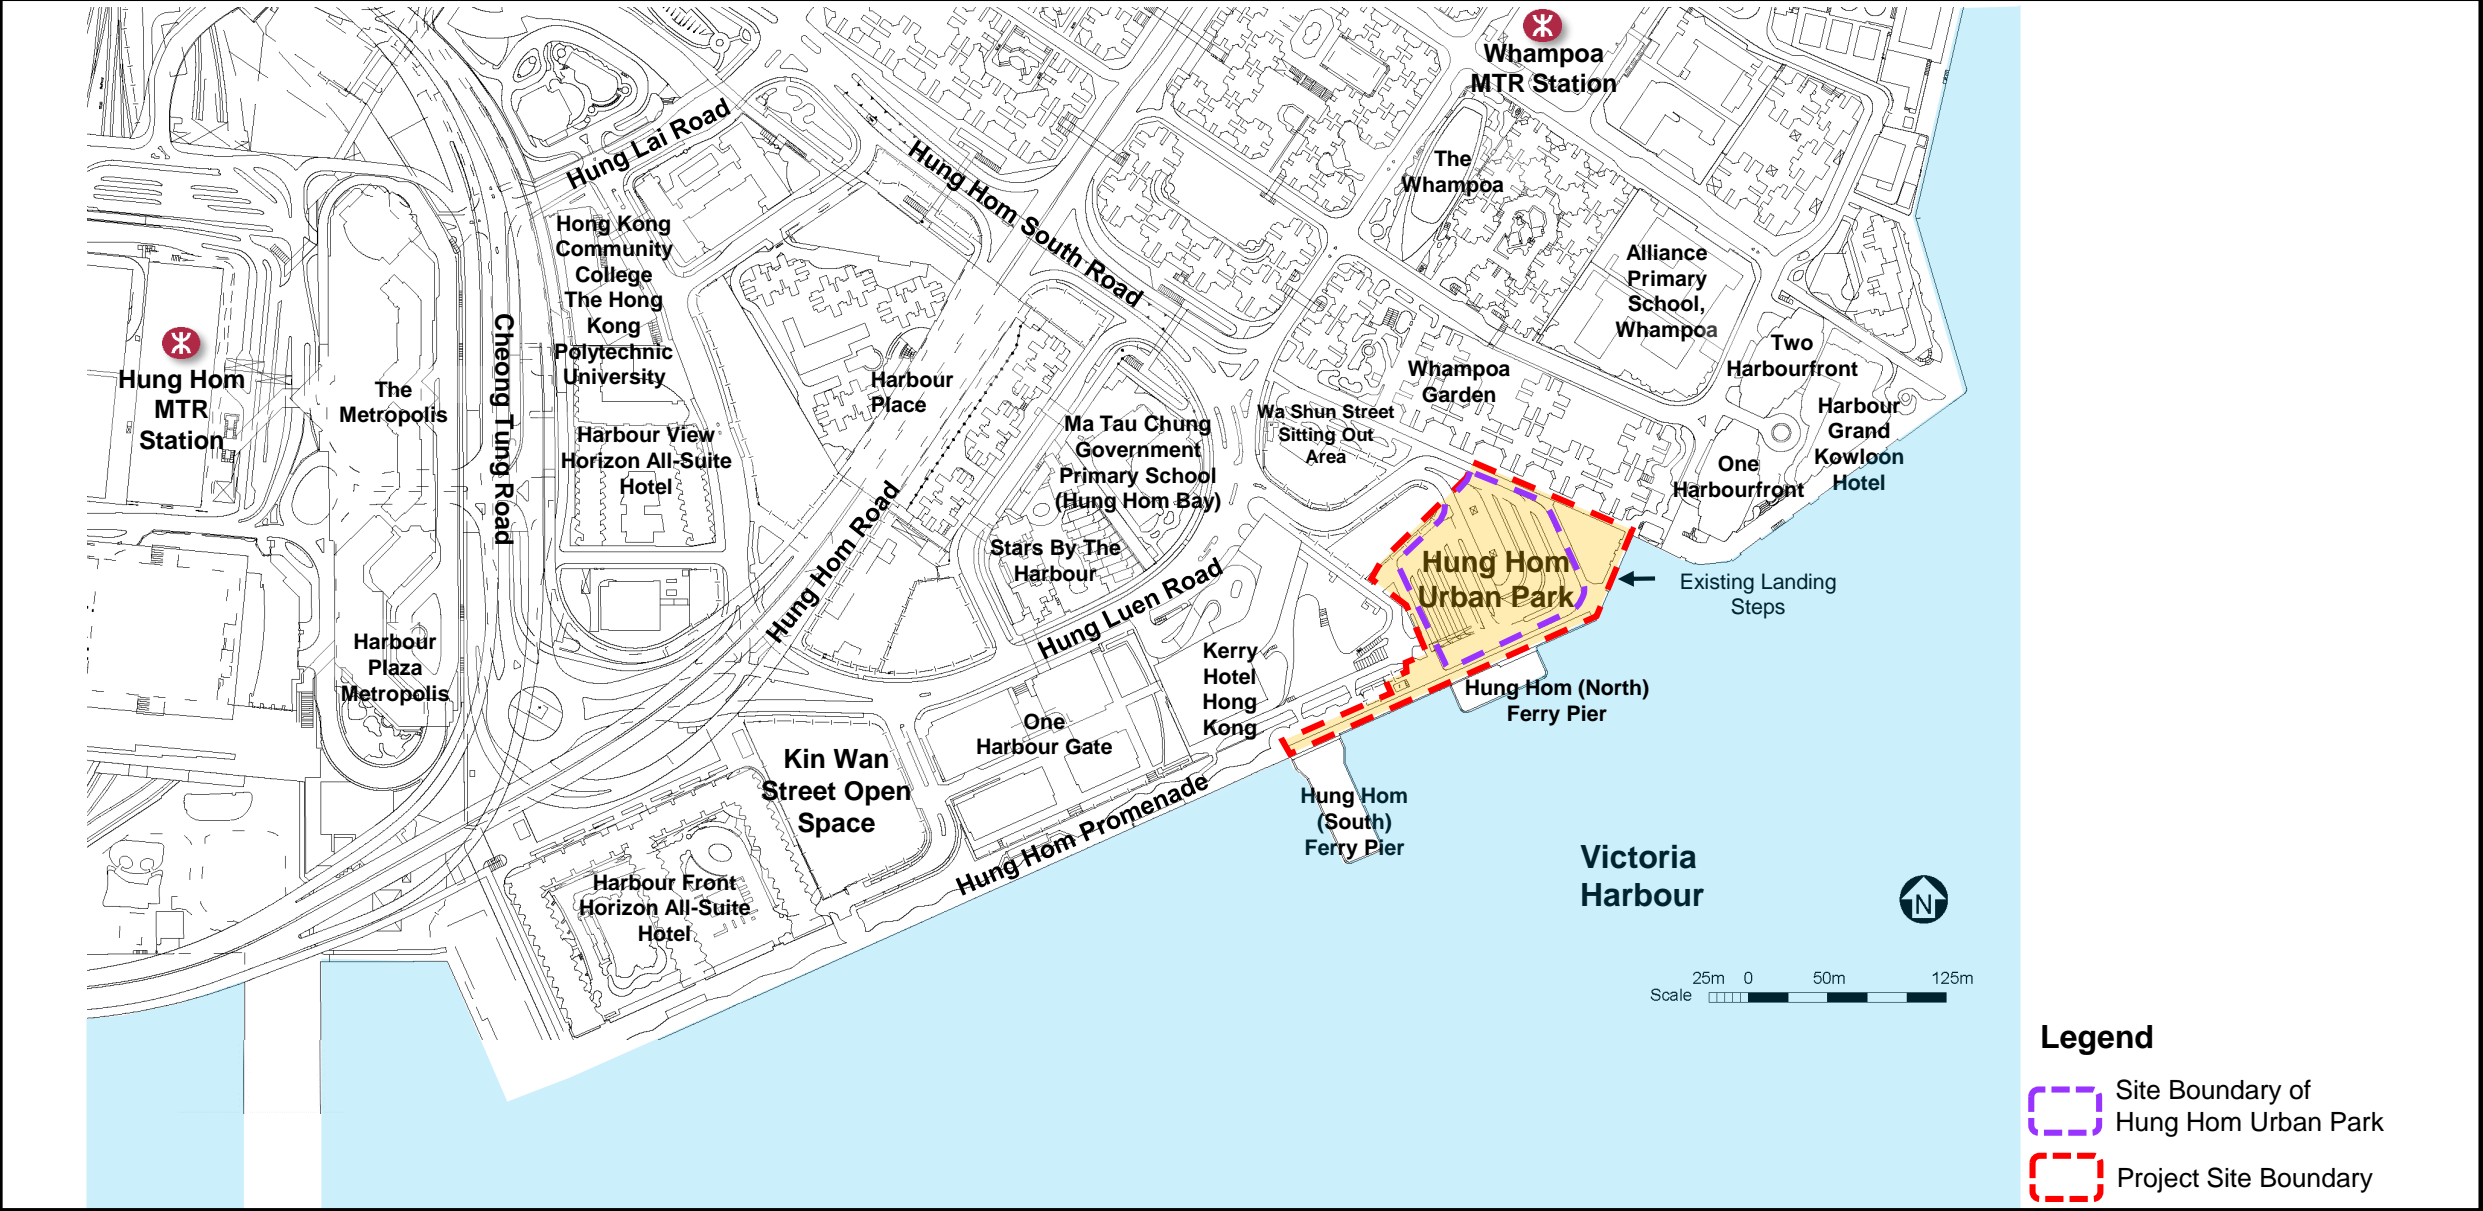 Whampoa
MTR Station
Hung Lai Road
Hung Hom South Road
The
Whampoa
Hong Kong
Community
College
The Hong
Kong
Polytechnic
University
Alliance
Primary
School,
Whampoa
Hung Hom
MTR
Station
The
Metropolis
Cheong Tung Road
Harbour
Place
Whampoa
Garden
Two
Harbourfront
Harbour
Grand
Kowloon
Hotel
Wa Shun Street
Sitting Out
Area
Ma Tau Chung
Government
Primary School
(Hung Hom Bay)
Harbour View
Horizon All-Suite
Hotel
One
Harbourfront
Hung Hom Road
Stars By The
Harbour
Hung Luen Road
Hung Hom
Urban Park
Existing Landing
Steps
Harbour
Plaza
Metropolis
Kerry
Hotel
Hong
Kong
Hung Hom (North)
Ferry Pier
One
Harbour Gate
Kin Wan
Street Open
Space
Hung Hom Promenade
Hung Hom
(South)
Ferry Pier
Harbour Front
Horizon All-Suite
Hotel
Victoria
Harbour
N
25m 0 50m 125m
Scale
Legend
Site Boundary of
Hung Hom Urban Park
Project Site Boundary